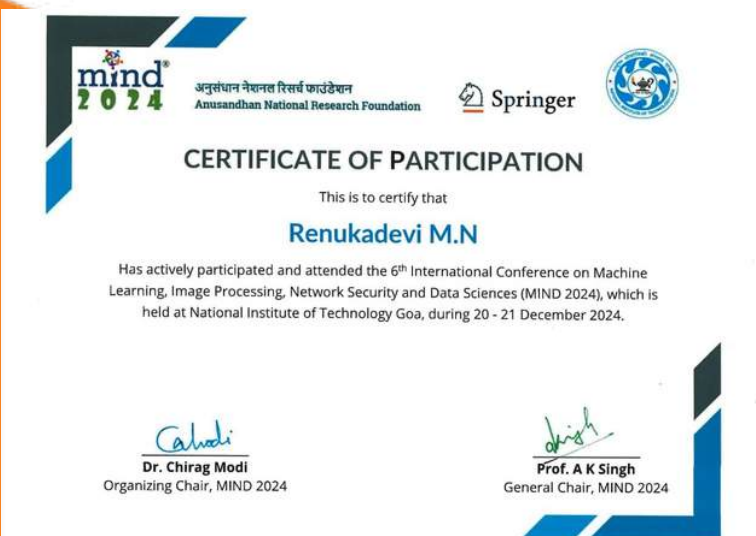 mind
2024
अनुसंधान नेशनल रिसर्च फाउंडेशन
Anusandhan National Research Foundation
Springer
CERTIFICATE OF PARTICIPATION
This is to certify that
Renukadevi M.N
Has actively participated and attended the 6th International Conference on Machine
Learning, Image Processing, Network Security and Data Sciences (MIND 2024), which is
held at National Institute of Technology Goa, during 20 - 21 December 2024.
Dr. Chirag Modi
Organizing Chair, MIND 2024
Prof. A K Singh
General Chair, MIND 2024